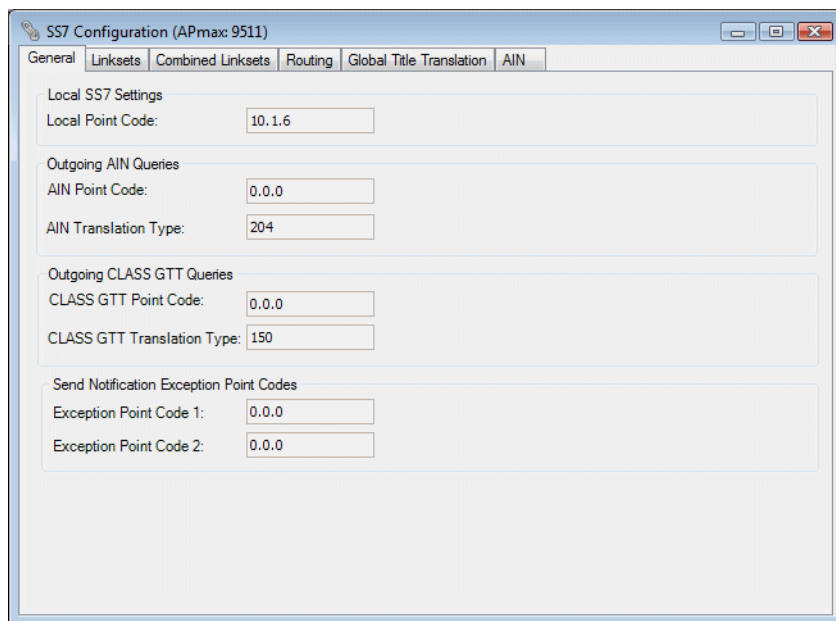 SS7 Configuration (APmax: 9511)
General Linksets Combined Linksets Routing Global Title Translation AIN
Local SS7 Settings
Local Point Code: 10.1.6
Outgoing AIN Queries
AIN Point Code: 0.0.0
AIN Translation Type: 204
Outgoing CLASS GTT Queries
CLASS GTT Point Code: 0.0.0
CLASS GTT Translation Type: 150
Send Notification Exception Point Codes
Exception Point Code 1: 0.0.0
Exception Point Code 2: 0.0.0